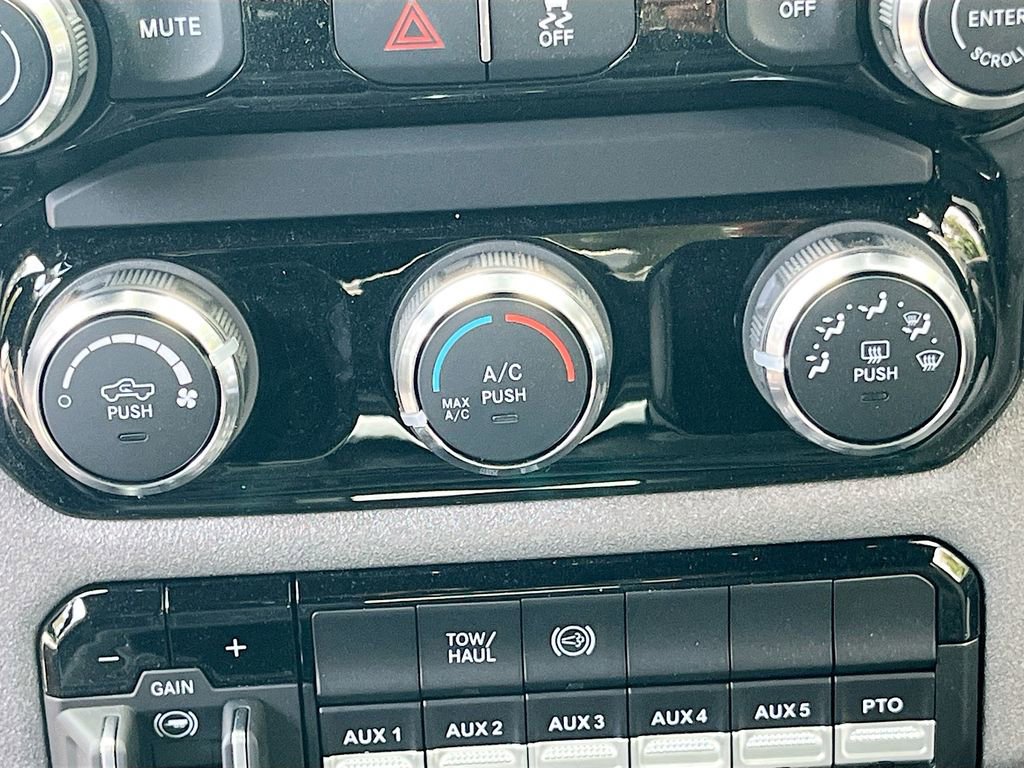 MUTE
OFF
OFF
ENTER
SCROLL
PUSH
A/C
PUSH
MAX
A/C
PUSH
TOW/
HAUL
- +
GAIN
AUX 1
AUX 2
AUX 3
AUX 4
AUX 5
PTO